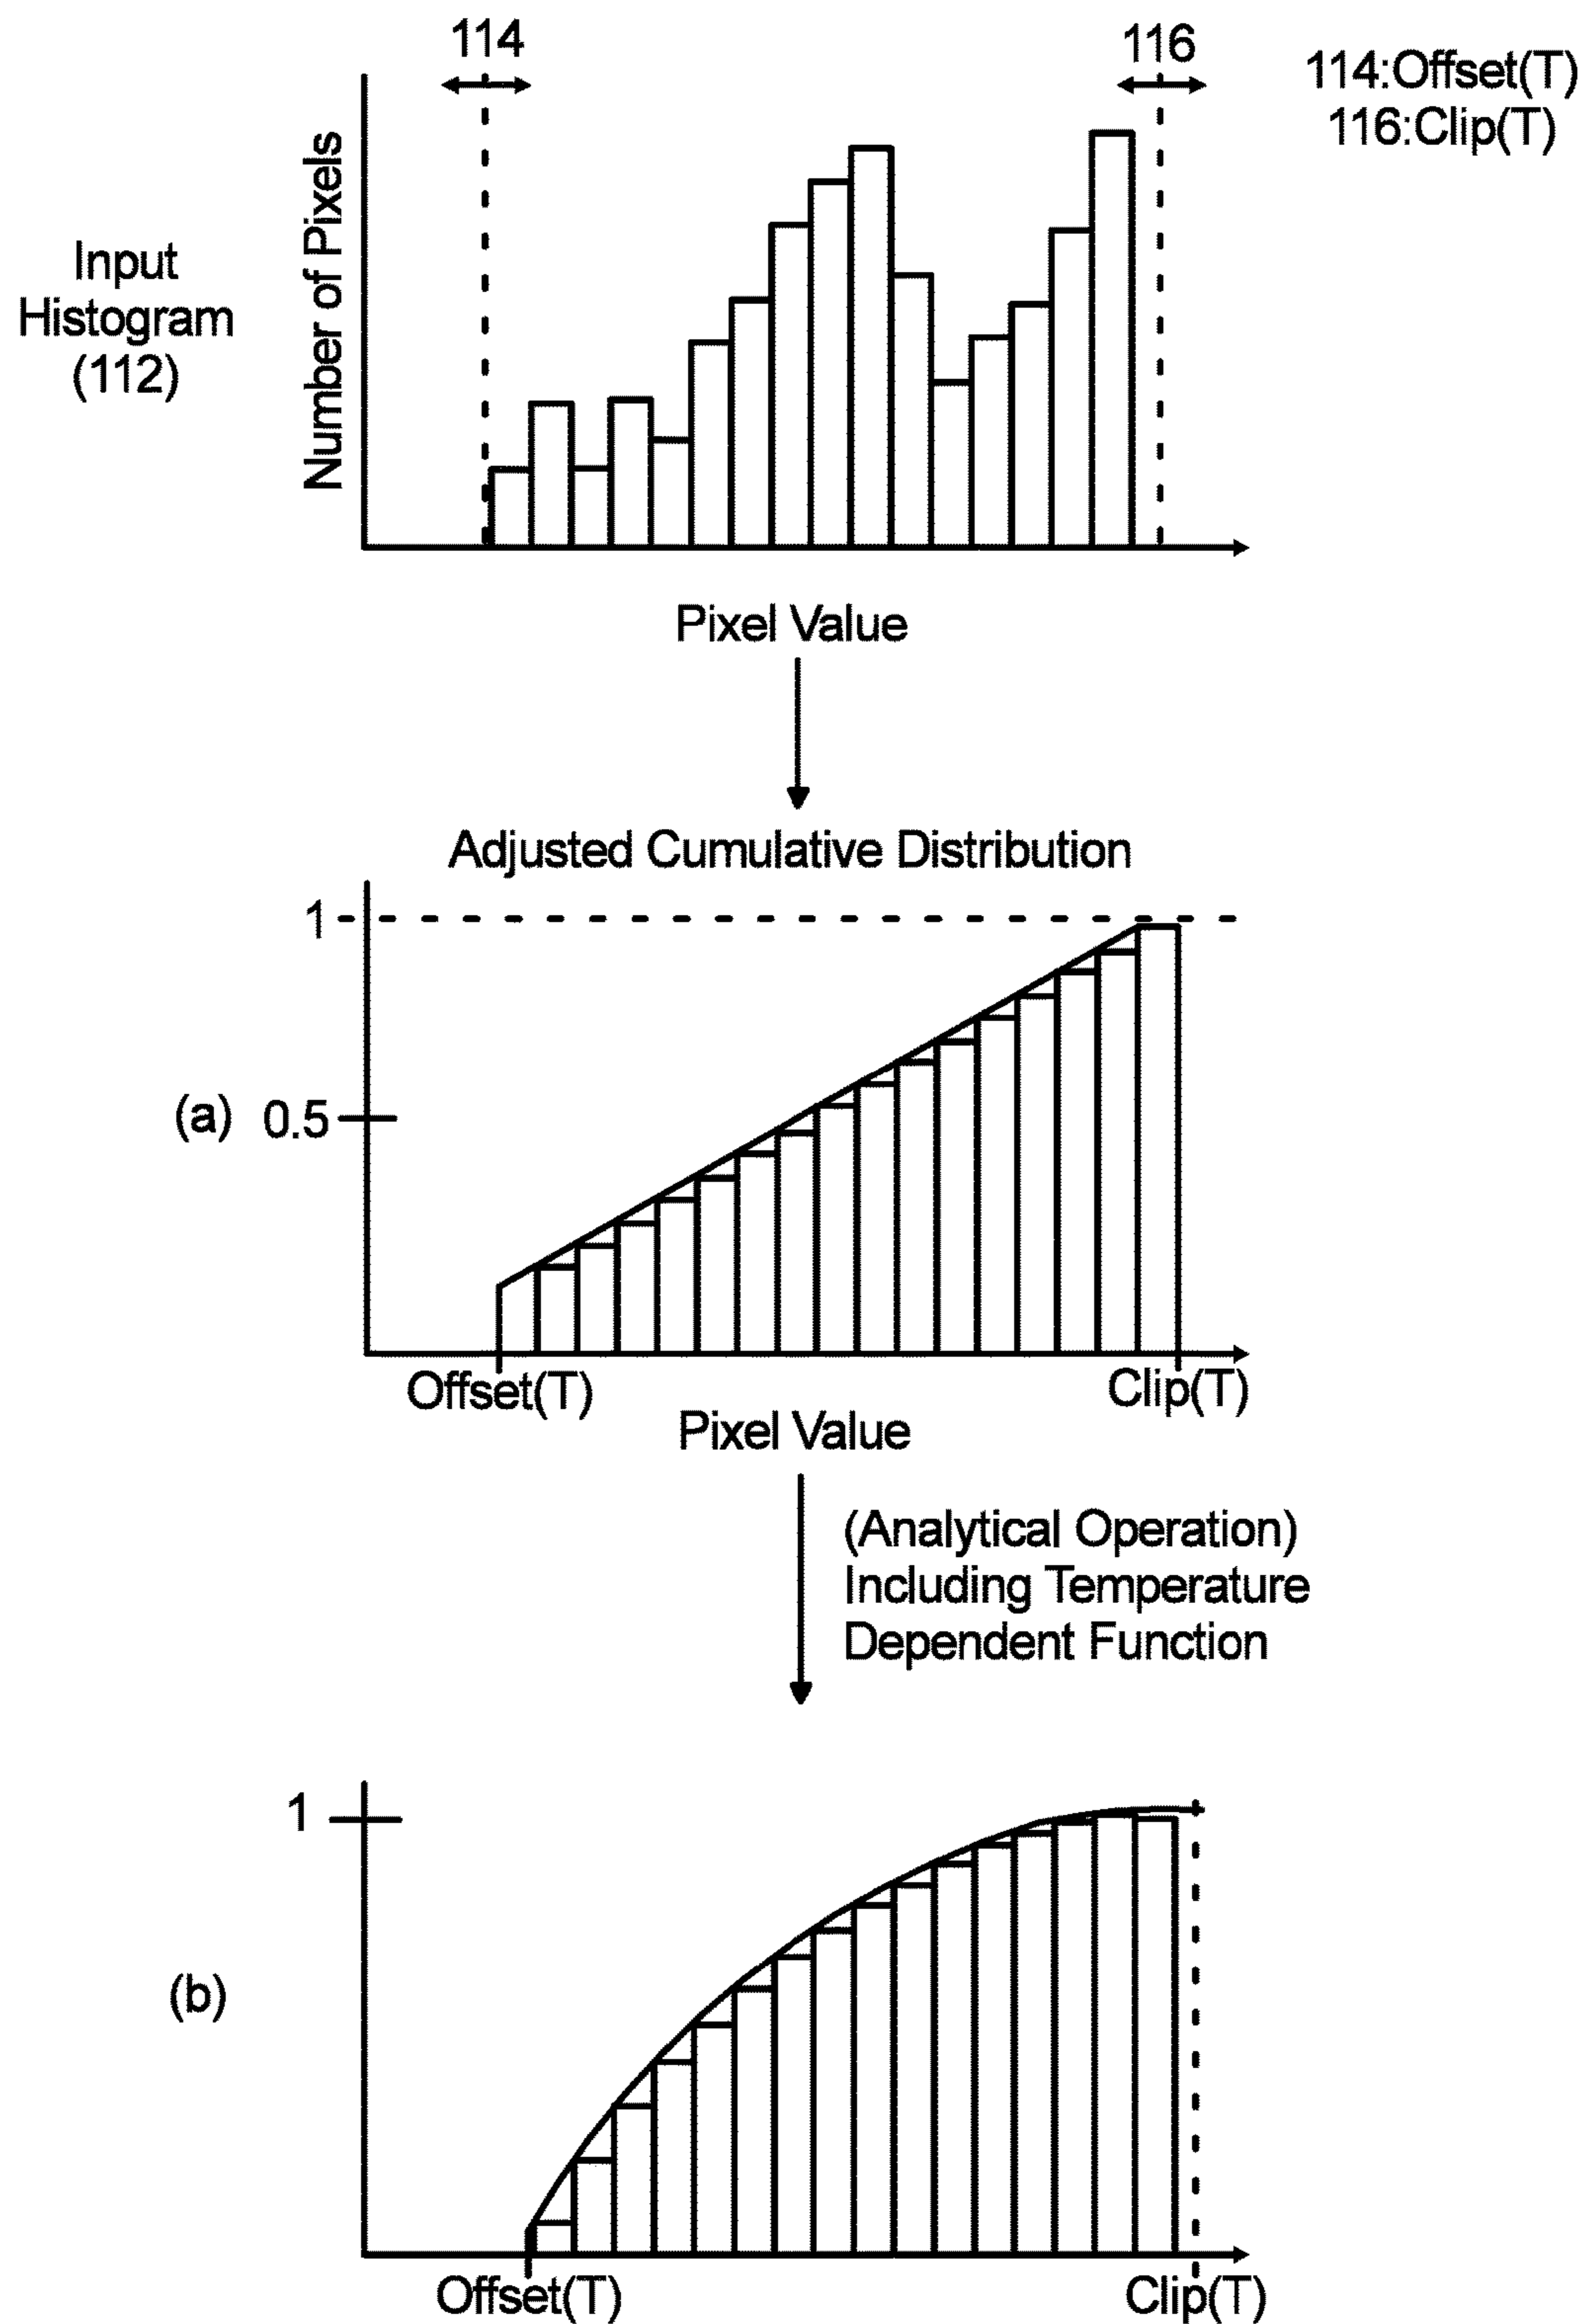 114
116
114:Offset(T)
116:Clip(T)
Input
Histogram
(112)
Number of Pixels
Pixel Value
Adjusted Cumulative Distribution
1
(a)
0.5
Offset(T)
Clip(T)
Pixel Value
(Analytical Operation)
Including Temperature
Dependent Function
1
(b)
Offset(T)
Clip(T)